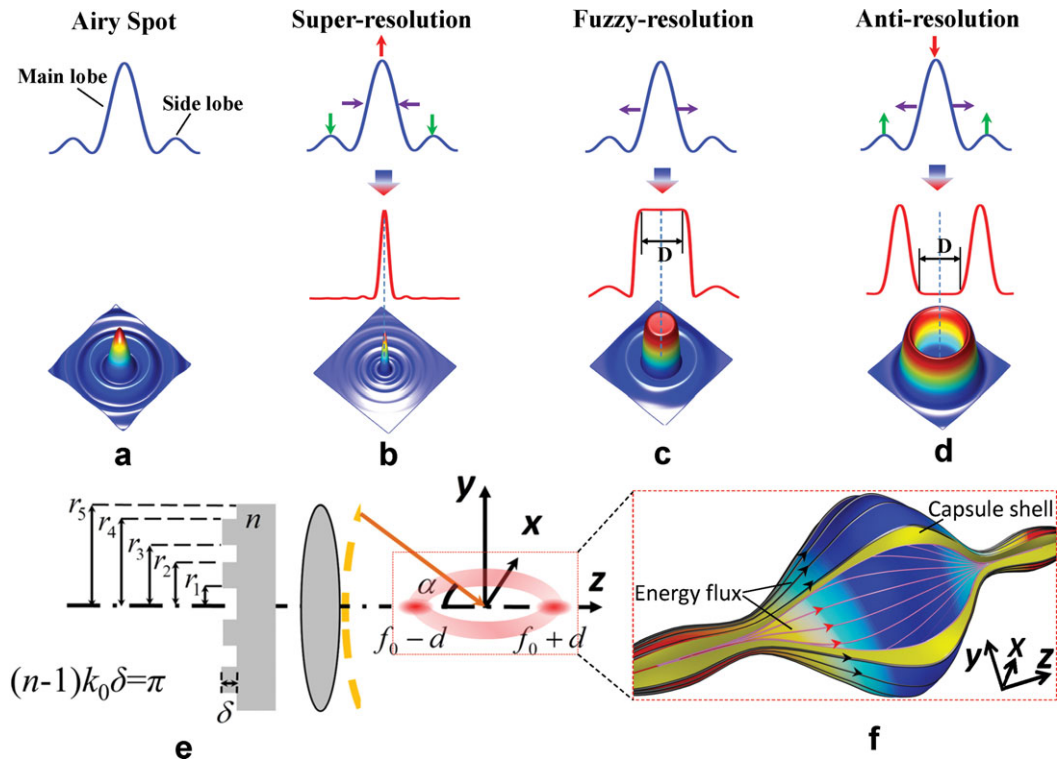 Airy Spot
Super-resolution
Fuzzy-resolution
Anti-resolution
Main lobe
Side lobe
D
D
a
b
c
d
r5
r4
r3
r2
r1
n
(n-1)k0δ=π
δ
α
y
x
z
f0−d
f0+d
e
Capsule shell
Energy flux
y
x
z
f